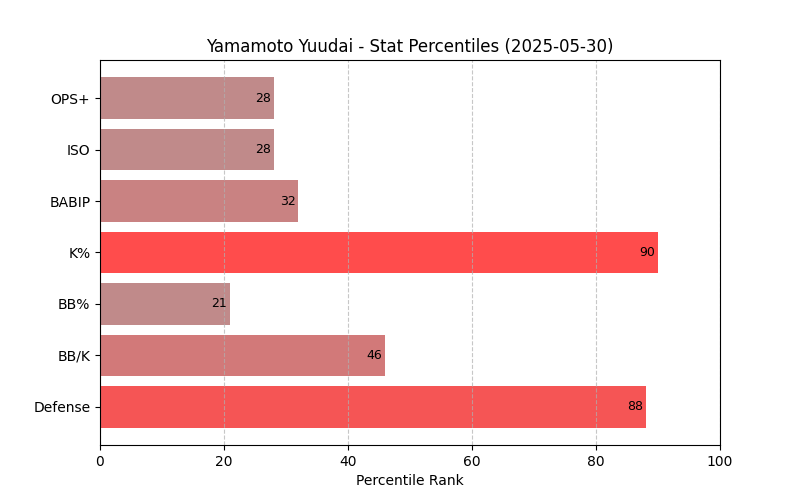 Yamamoto Yuudai - Stat Percentiles (2025-05-30)
OPS+ 28
ISO 28
BABIP 32
K% 90
BB% 21
BB/K 46
Defense 88
0 20 40 60 80 100
Percentile Rank